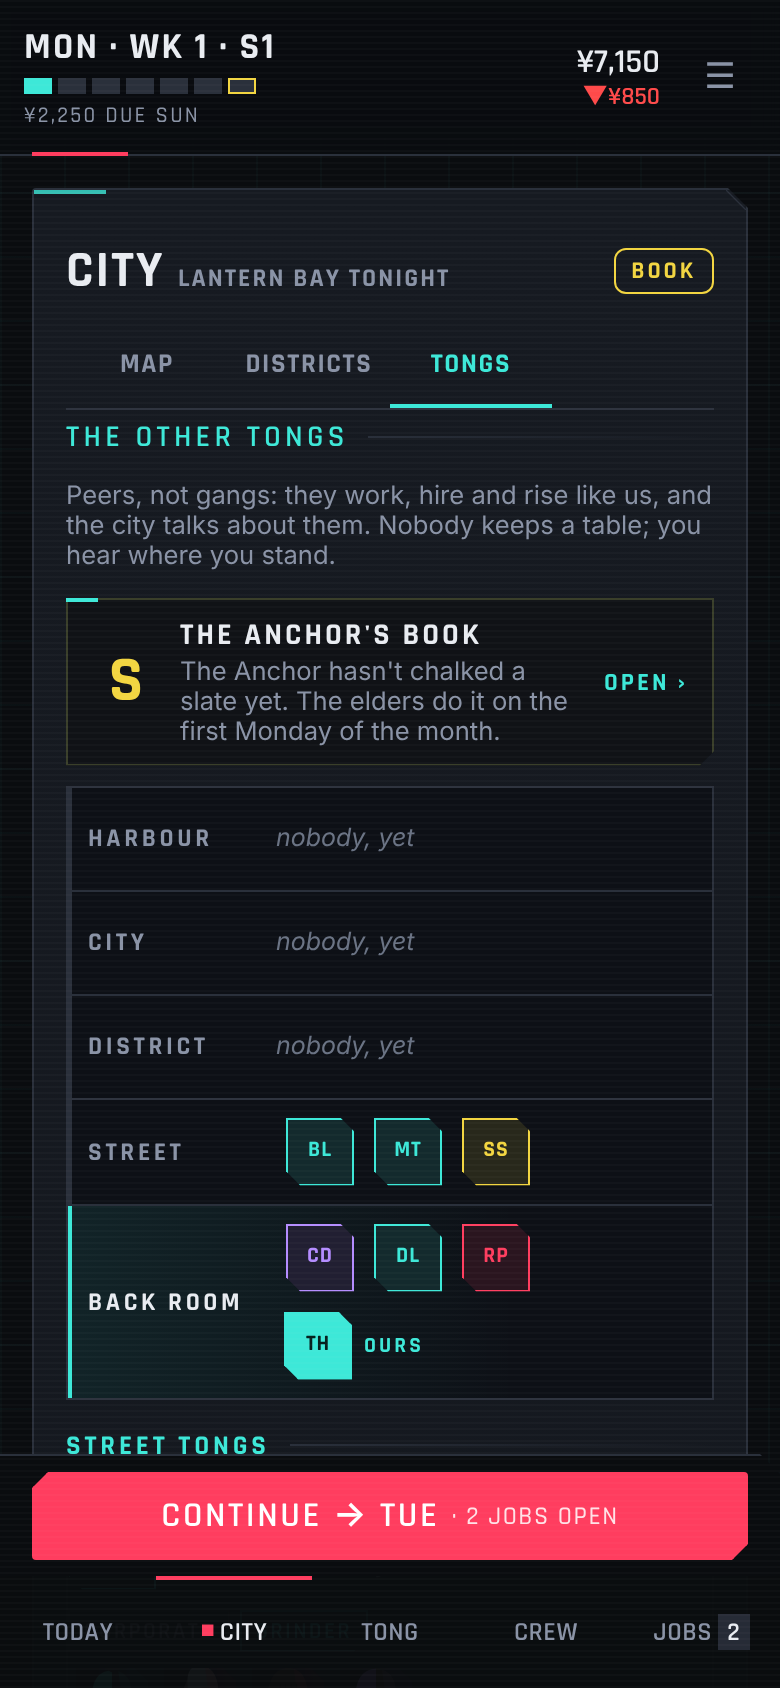 MON · WK 1 · S1
¥2,250 DUE SUN
¥7,150
▼¥850
☰
CITY LANTERN BAY TONIGHT
BOOK
MAP DISTRICTS TONGS
THE OTHER TONGS
Peers, not gangs: they work, hire and rise like us, and
the city talks about them. Nobody keeps a table; you
hear where you stand.
S
THE ANCHOR'S BOOK
The Anchor hasn't chalked a
slate yet. The elders do it on the
first Monday of the month.
OPEN ›
HARBOUR nobody, yet
CITY nobody, yet
DISTRICT nobody, yet
STREET BL MT SS
BACK ROOM CD DL RP
TH OURS
STREET TONGS
CONTINUE → TUE · 2 JOBS OPEN
TODAY CITY TONG CREW JOBS 2